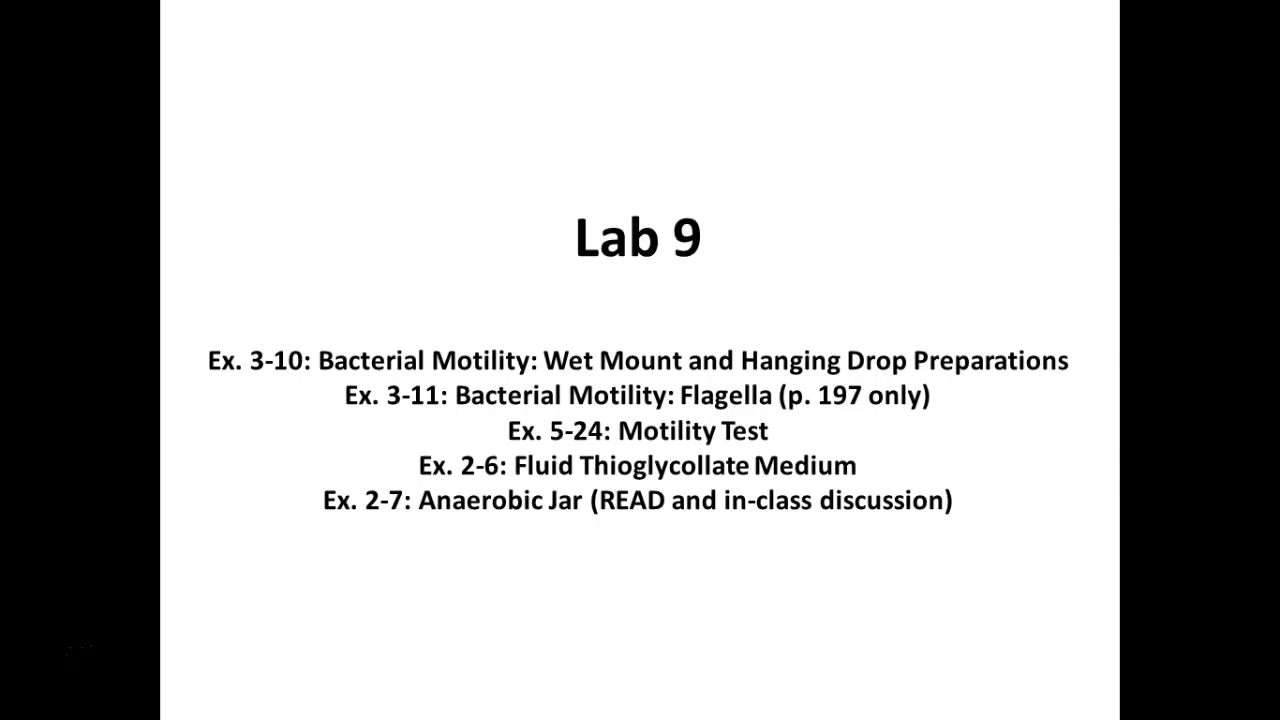 Lab 9
Ex. 3-10: Bacterial Motility: Wet Mount and Hanging Drop Preparations
Ex. 3-11: Bacterial Motility: Flagella (p. 197 only)
Ex. 5-24: Motility Test
Ex. 2-6: Fluid Thioglycollate Medium
Ex. 2-7: Anaerobic Jar (READ and in-class discussion)